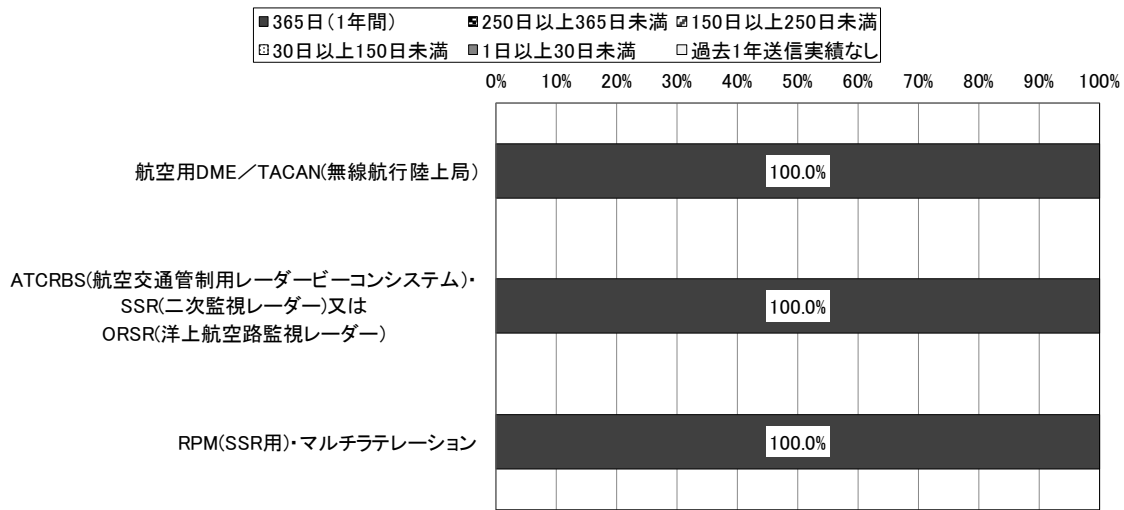 ■365日(1年間) ■250日以上365日未満 ☑150日以上250日未満
⊡30日以上150日未満 ■1日以上30日未満 □過去1年送信実績なし
0% 10% 20% 30% 40% 50% 60% 70% 80% 90% 100%
航空用DME／TACAN(無線航行陸上局) 100.0%
ATCRBS(航空交通管制用レーダービーコンシステム)・
SSR(二次監視レーダー)又は 100.0%
ORSR(洋上航空路監視レーダー)
RPM(SSR用)・マルチラテレーション 100.0%